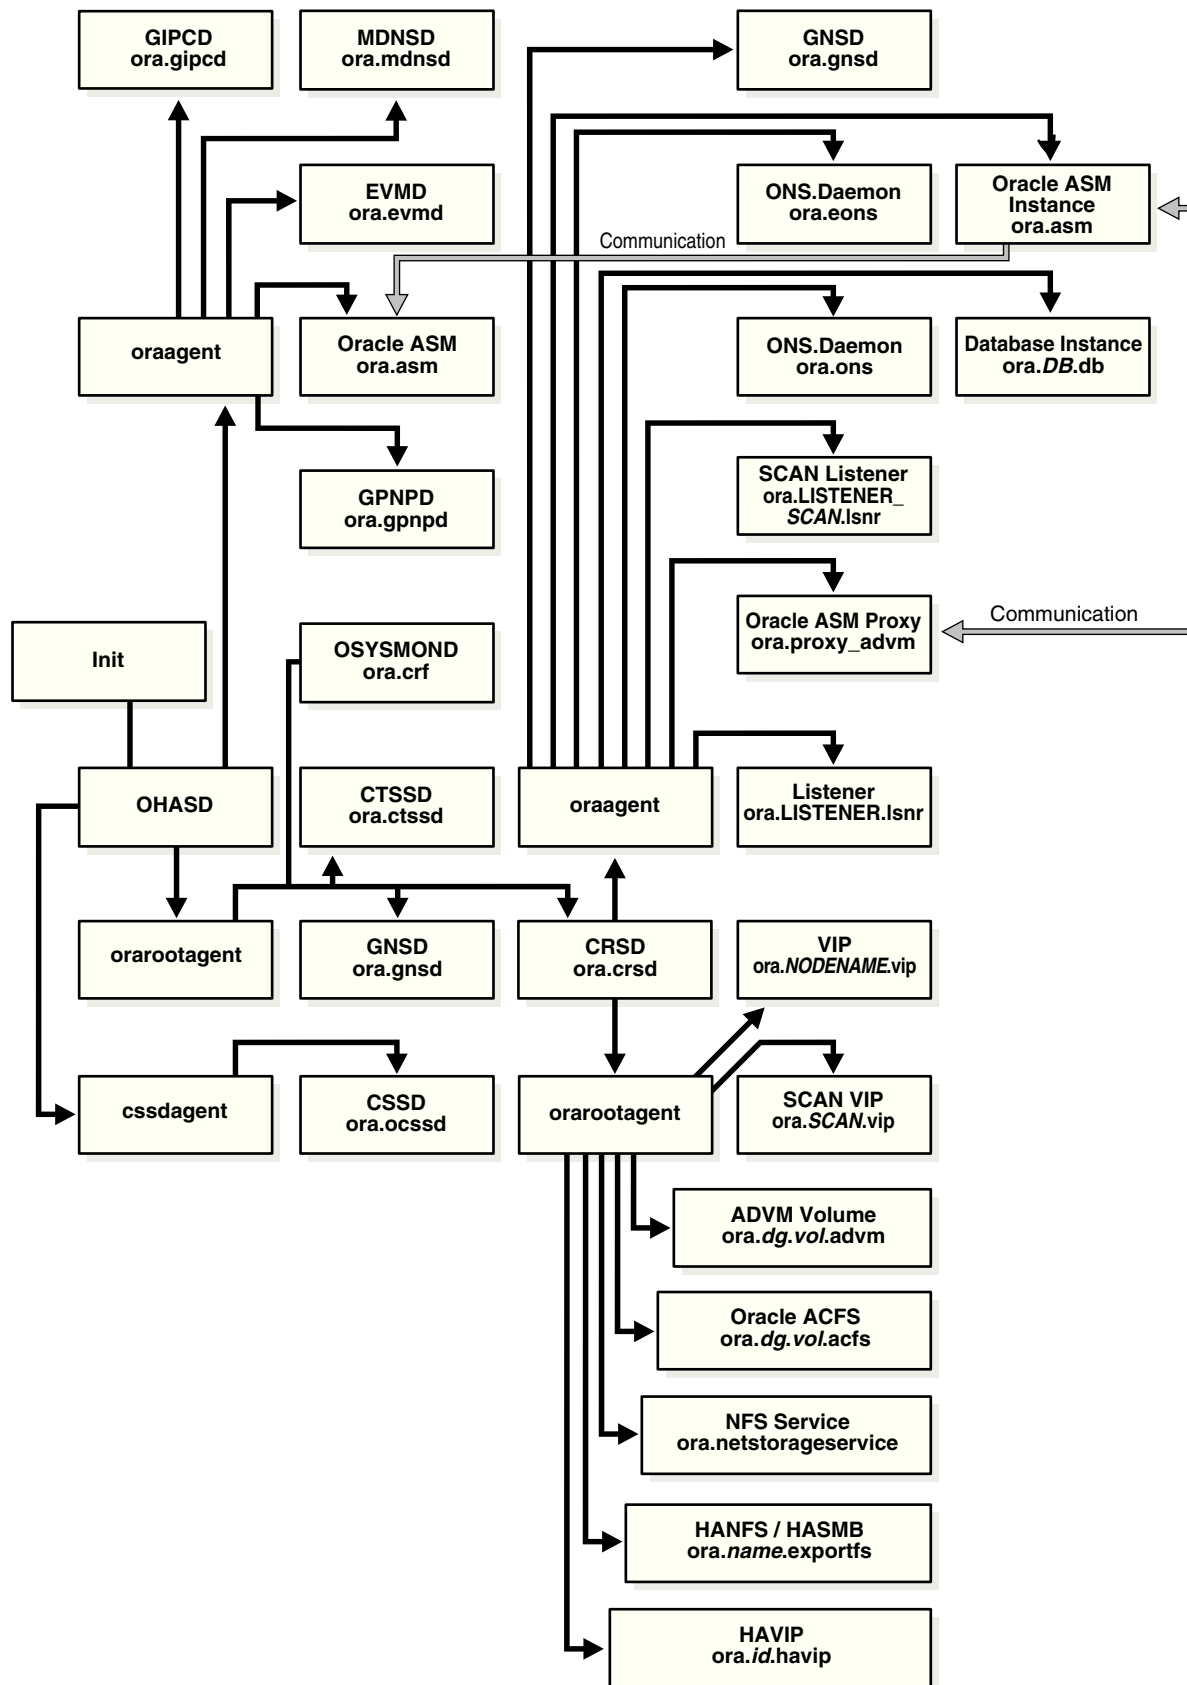 GIPCD
ora.gipcd
MDNSD
ora.mdnsd
GNSD
ora.gnsd
EVMD
ora.evmd
ONS.Daemon
ora.eons
Oracle ASM
Instance
ora.asm
Communication
oraagent
Oracle ASM
ora.asm
ONS.Daemon
ora.ons
Database Instance
ora.DB.db
GPNPD
ora.gpnpd
SCAN Listener
ora.LISTENER_
SCAN.lsnr
Init
OSYSMOND
ora.crf
Oracle ASM Proxy
ora.proxy_advm
Communication
OHASD
CTSSD
ora.ctssd
oraagent
Listener
ora.LISTENER.lsnr
orarootagent
GNSD
ora.gnsd
CRSD
ora.crsd
VIP
ora.NODENAME.vip
cssdagent
CSSD
ora.ocssd
orarootagent
SCAN VIP
ora.SCAN.vip
ADVM Volume
ora.dg.vol.advm
Oracle ACFS
ora.dg.vol.acfs
NFS Service
ora.netstorageservice
HANFS / HASMB
ora.name.exportfs
HAVIP
ora.id.havip